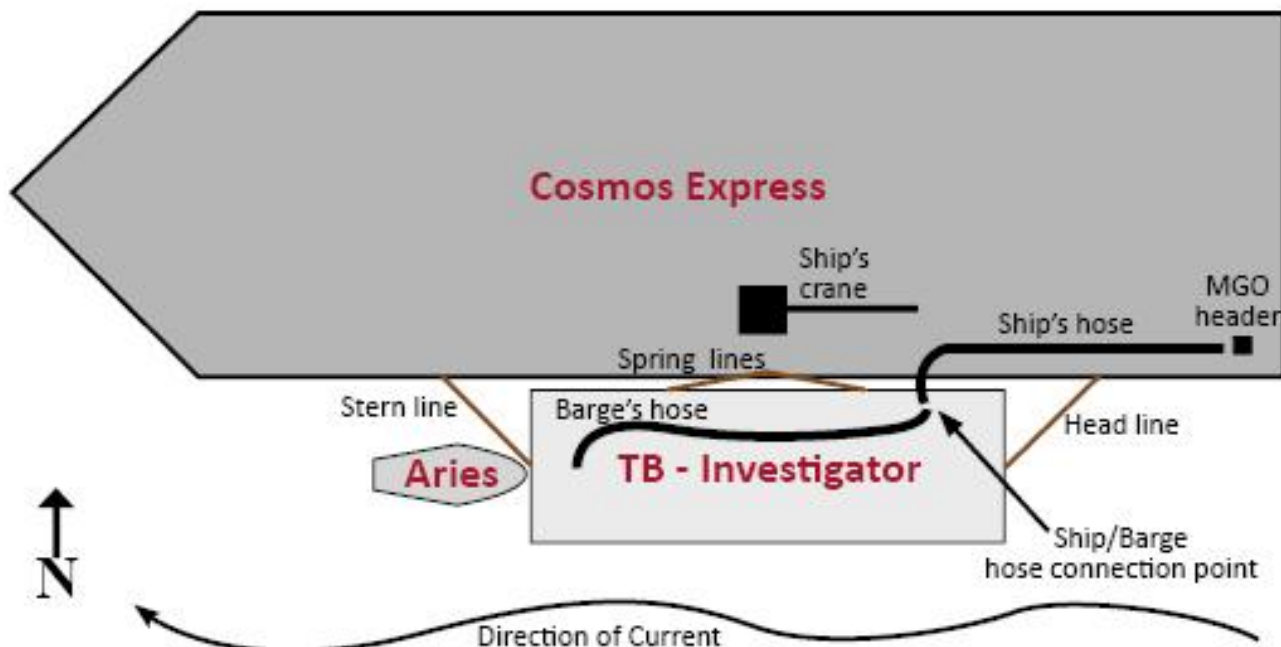 Cosmos Express
Ship's
crane
MGO
header
Ship's hose
Spring lines
Stern line
Barge's hose
Head line
Aries
TB - Investigator
Ship/Barge
hose connection point
N
Direction of Current